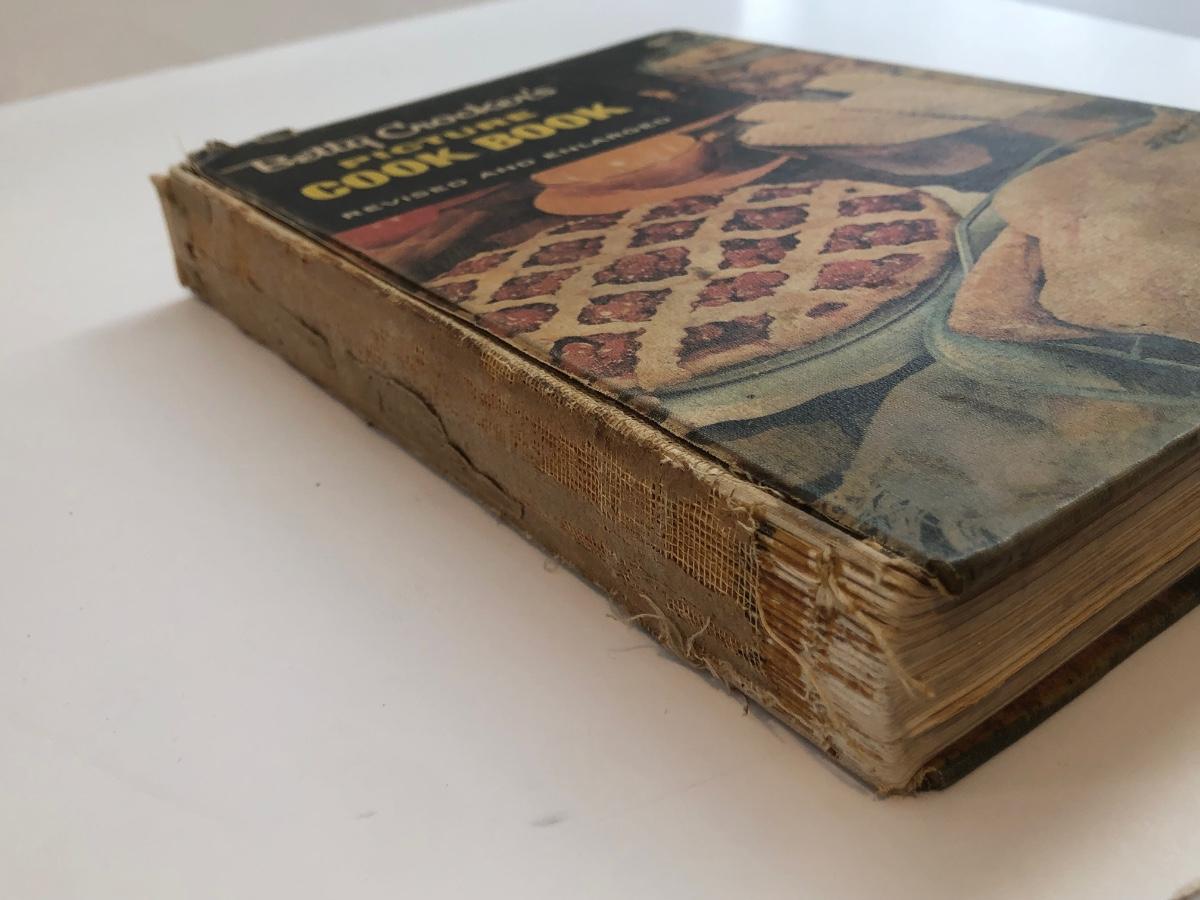 Betty Crocker's
PICTURE
COOK BOOK
REVISED AND ENLARGED